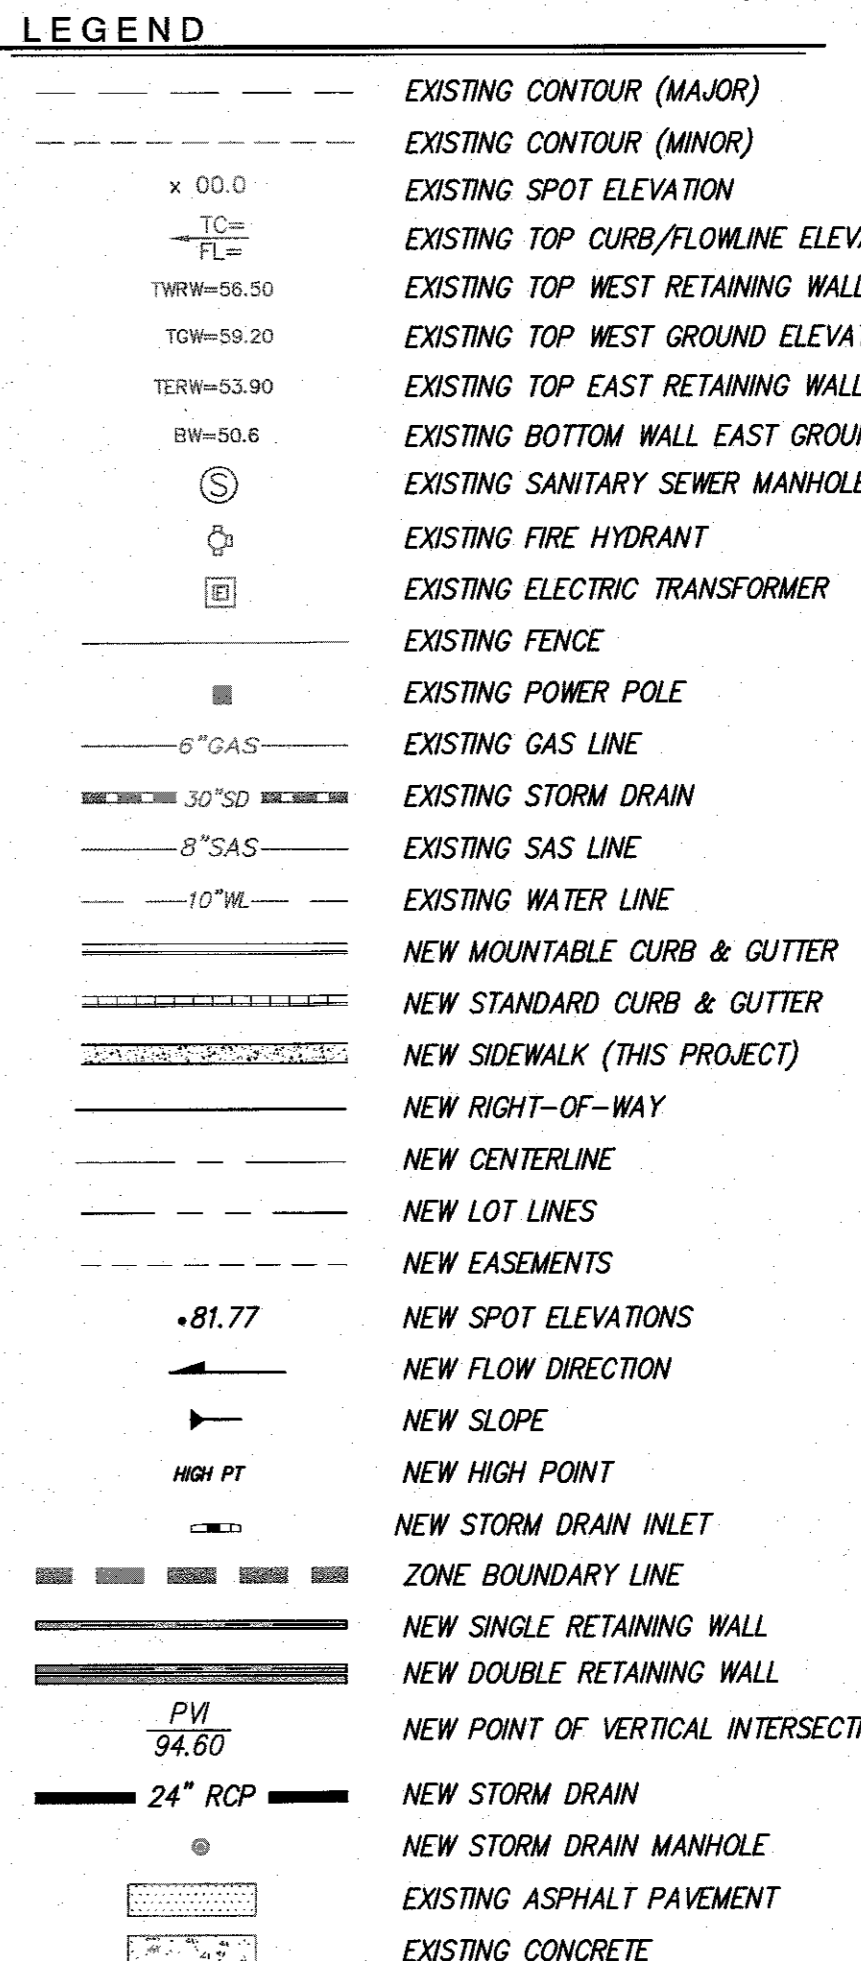 LEGEND
EXISTING CONTOUR (MAJOR)
EXISTING CONTOUR (MINOR)
x 00.0 EXISTING SPOT ELEVATION
TC=
FL=
EXISTING TOP CURB/FLOWLINE ELEVA
TWRW=56.50 EXISTING TOP WEST RETAINING WALL
TGW=59.20 EXISTING TOP WEST GROUND ELEVAT
TERW=53.90 EXISTING TOP EAST RETAINING WALL
BW=50.6 EXISTING BOTTOM WALL EAST GROUN
S EXISTING SANITARY SEWER MANHOLE
EXISTING FIRE HYDRANT
E EXISTING ELECTRIC TRANSFORMER
EXISTING FENCE
EXISTING POWER POLE
6"GAS EXISTING GAS LINE
30"SD EXISTING STORM DRAIN
8"SAS EXISTING SAS LINE
10"WL EXISTING WATER LINE
NEW MOUNTABLE CURB & GUTTER
NEW STANDARD CURB & GUTTER
NEW SIDEWALK (THIS PROJECT)
NEW RIGHT-OF-WAY
NEW CENTERLINE
NEW LOT LINES
NEW EASEMENTS
•81.77 NEW SPOT ELEVATIONS
NEW FLOW DIRECTION
NEW SLOPE
HIGH PT NEW HIGH POINT
NEW STORM DRAIN INLET
ZONE BOUNDARY LINE
NEW SINGLE RETAINING WALL
NEW DOUBLE RETAINING WALL
PVI
94.60
NEW POINT OF VERTICAL INTERSECTI
24" RCP NEW STORM DRAIN
NEW STORM DRAIN MANHOLE
EXISTING ASPHALT PAVEMENT
EXISTING CONCRETE